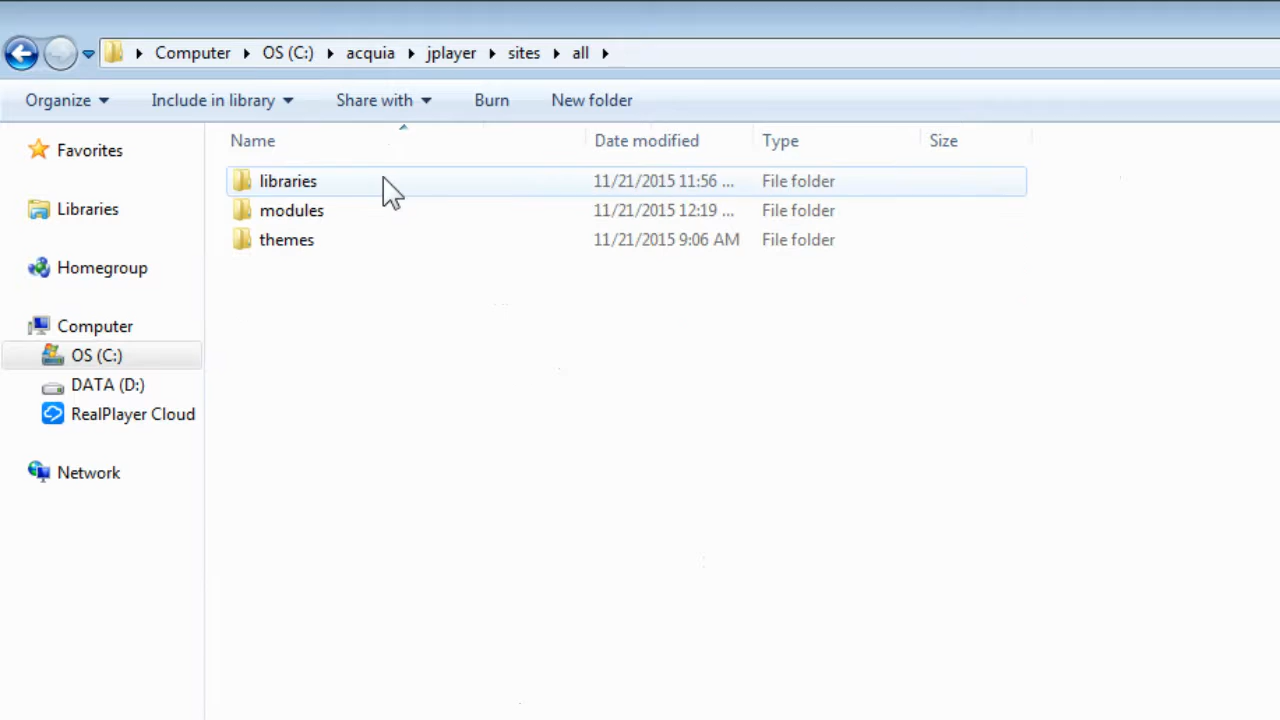 Computer OS (C:) acquia jplayer sites all
Organize Include in library Share with Burn New folder
Name Date modified Type Size
Favorites
libraries 11/21/2015 11:56 ... File folder
Libraries
modules 11/21/2015 12:19 ... File folder
themes 11/21/2015 9:06 AM File folder
Homegroup
Computer
OS (C:)
DATA (D:)
RealPlayer Cloud
Network